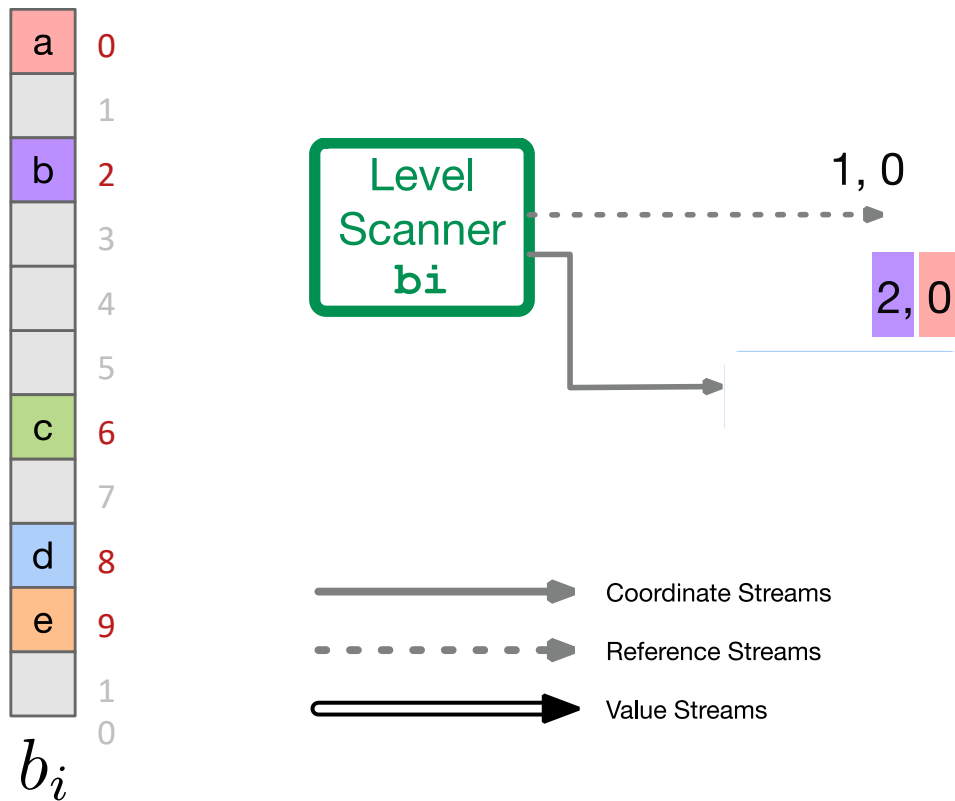 a 0
1
b 2
3
4
5
c 6
7
d 8
e 9
1
0
b_i
Level
Scanner
bi
1, 0
2, 0
Coordinate Streams
Reference Streams
Value Streams